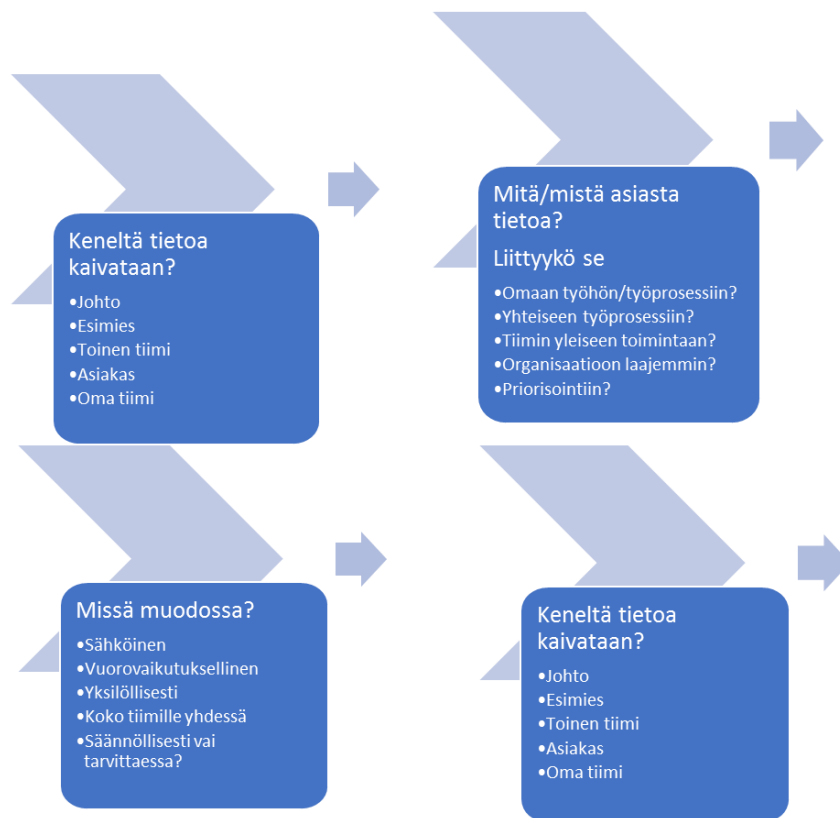 Keneltä tietoa
kaivataan?
•Johto
•Esimies
•Toinen tiimi
•Asiakas
•Oma tiimi
Mitä/mistä asiasta
tietoa?
Liittyykö se
•Omaan työhön/työprosessiin?
•Yhteiseen työprosessiin?
•Tiimin yleiseen toimintaan?
•Organisaatioon laajemmin?
•Priorisointiin?
Missä muodossa?
•Sähköinen
•Vuorovaikutuksellinen
•Yksilöllisesti
•Koko tiimille yhdessä
•Säännöllisesti vai
tarvittaessa?
Keneltä tietoa
kaivataan?
•Johto
•Esimies
•Toinen tiimi
•Asiakas
•Oma tiimi